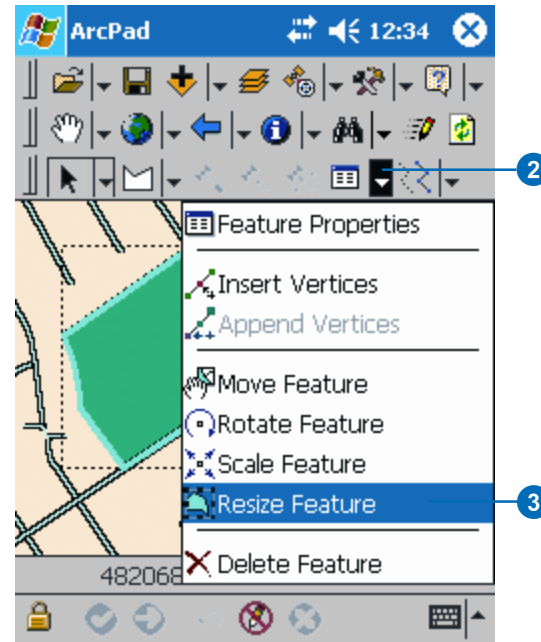 ArcPad 12:34
2
Feature Properties
Insert Vertices
Append Vertices
Move Feature
Rotate Feature
Scale Feature
Resize Feature
3
Delete Feature
482068